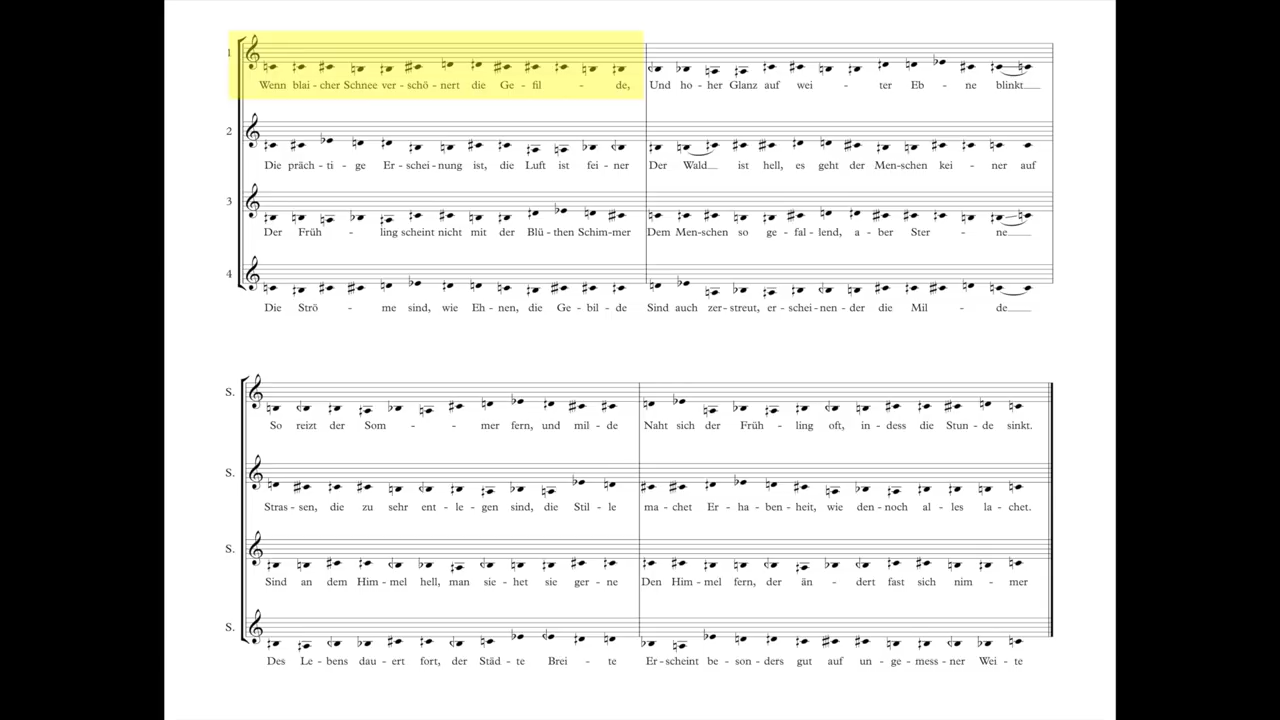 1
Wenn blai - cher Schnee ver - schö - nert die Ge - fil - de, Und ho - her Glanz auf wei - ter Eb - ne blinkt
2
Die präch - ti - ge Er - schei - nung ist, die Luft ist fei - ner Der Wald ist hell, es geht der Men - schen kei - ner auf
3
Der Früh - ling scheint nicht mit der Blü - then Schim - mer Dem Men - schen so ge - fal - lend, a - ber Ster - ne
4
Die Strö - me sind, wie Eh - nen, die Ge - bil - de Sind auch zer - streut, er - schei - nen - der die Mil - de
S.
So reizt der Som - - mer fern, und mil - de Naht sich der Früh - ling oft, in - dess die Stun - de sinkt.
S.
Stras - sen, die zu sehr ent - le - gen sind, die Stil - le ma - chet Er - ha - ben - heit, wie den - noch al - les la - chet.
S.
Sind an dem Him - mel hell, man sie - het sie ger - ne Den Him - mel fern, der än - dert fast sich nim - mer
S.
Des Le - bens dau - ert fort, der Städ - te Brei - te Er - scheint be - son - ders gut auf un - ge - mess - ner Wei - te